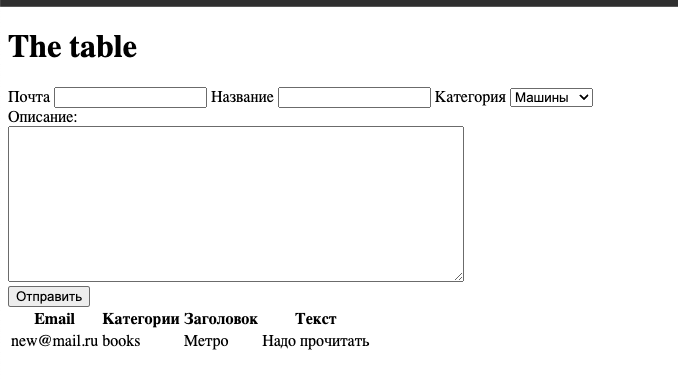 The table
Почта Название Категория Машины
Описание:
Отправить
Email Категории Заголовок Текст
new@mail.ru books Метро Надо прочитать